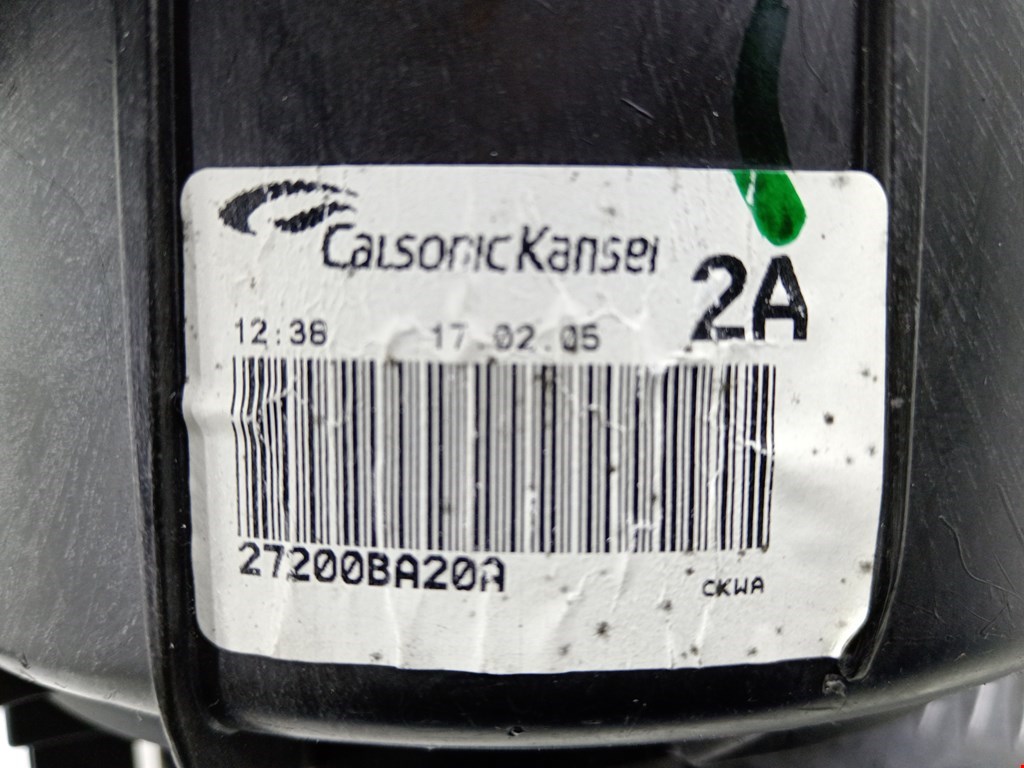 CalsonicKansei
2A
12:38 17.02.05
27200BA20A
CKWA